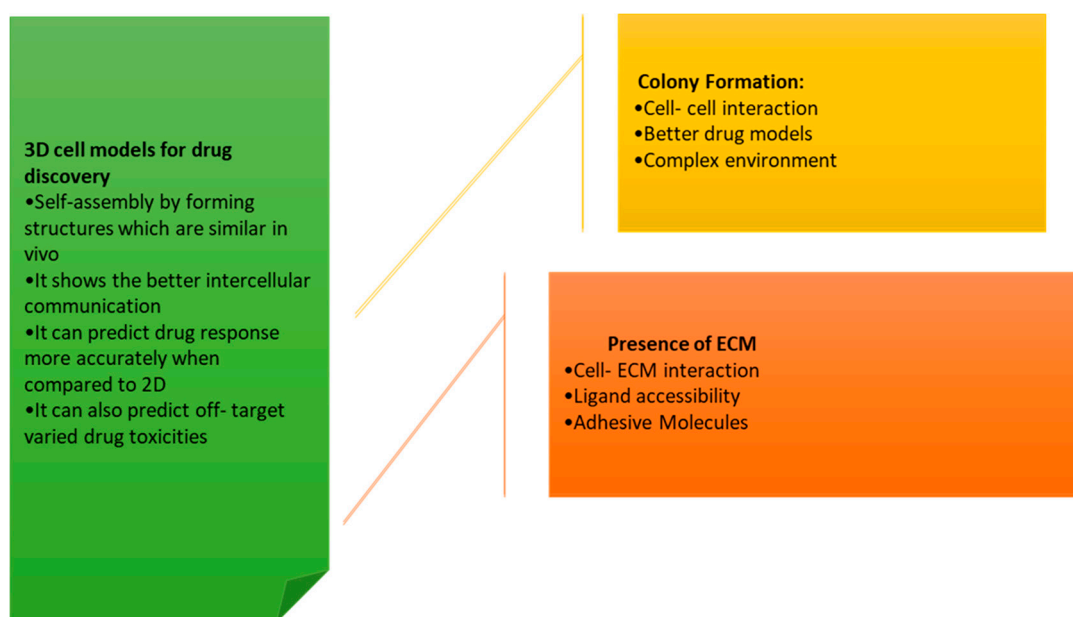 3D cell models for drug
discovery
•Self-assembly by forming
structures which are similar in
vivo
•It shows the better intercellular
communication
•It can predict drug response
more accurately when
compared to 2D
•It can also predict off- target
varied drug toxicities
Colony Formation:
•Cell- cell interaction
•Better drug models
•Complex environment
Presence of ECM
•Cell- ECM interaction
•Ligand accessibility
•Adhesive Molecules